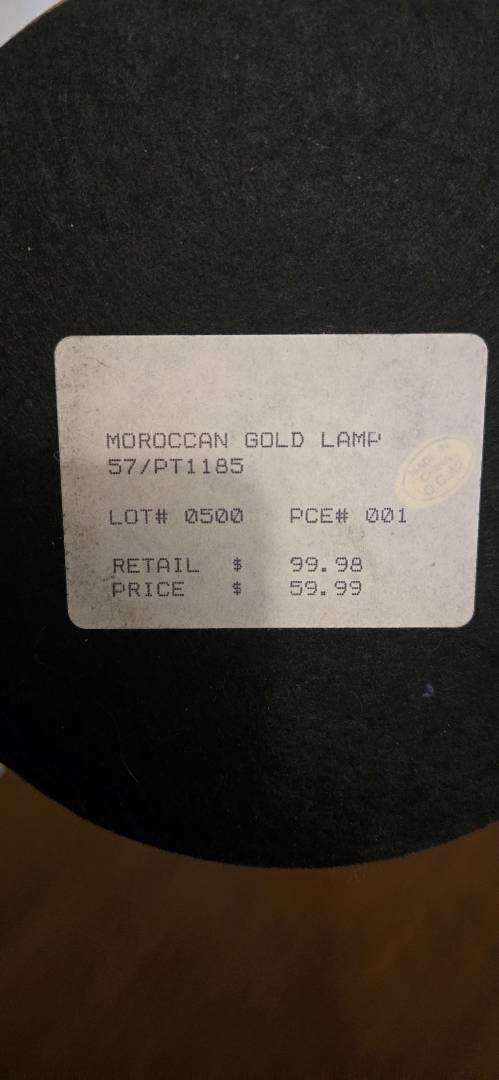 MOROCCAN GOLD LAMP
57/PT1185
LOT# 0500 PCE# 001
RETAIL $ 99.98
PRICE $ 59.99